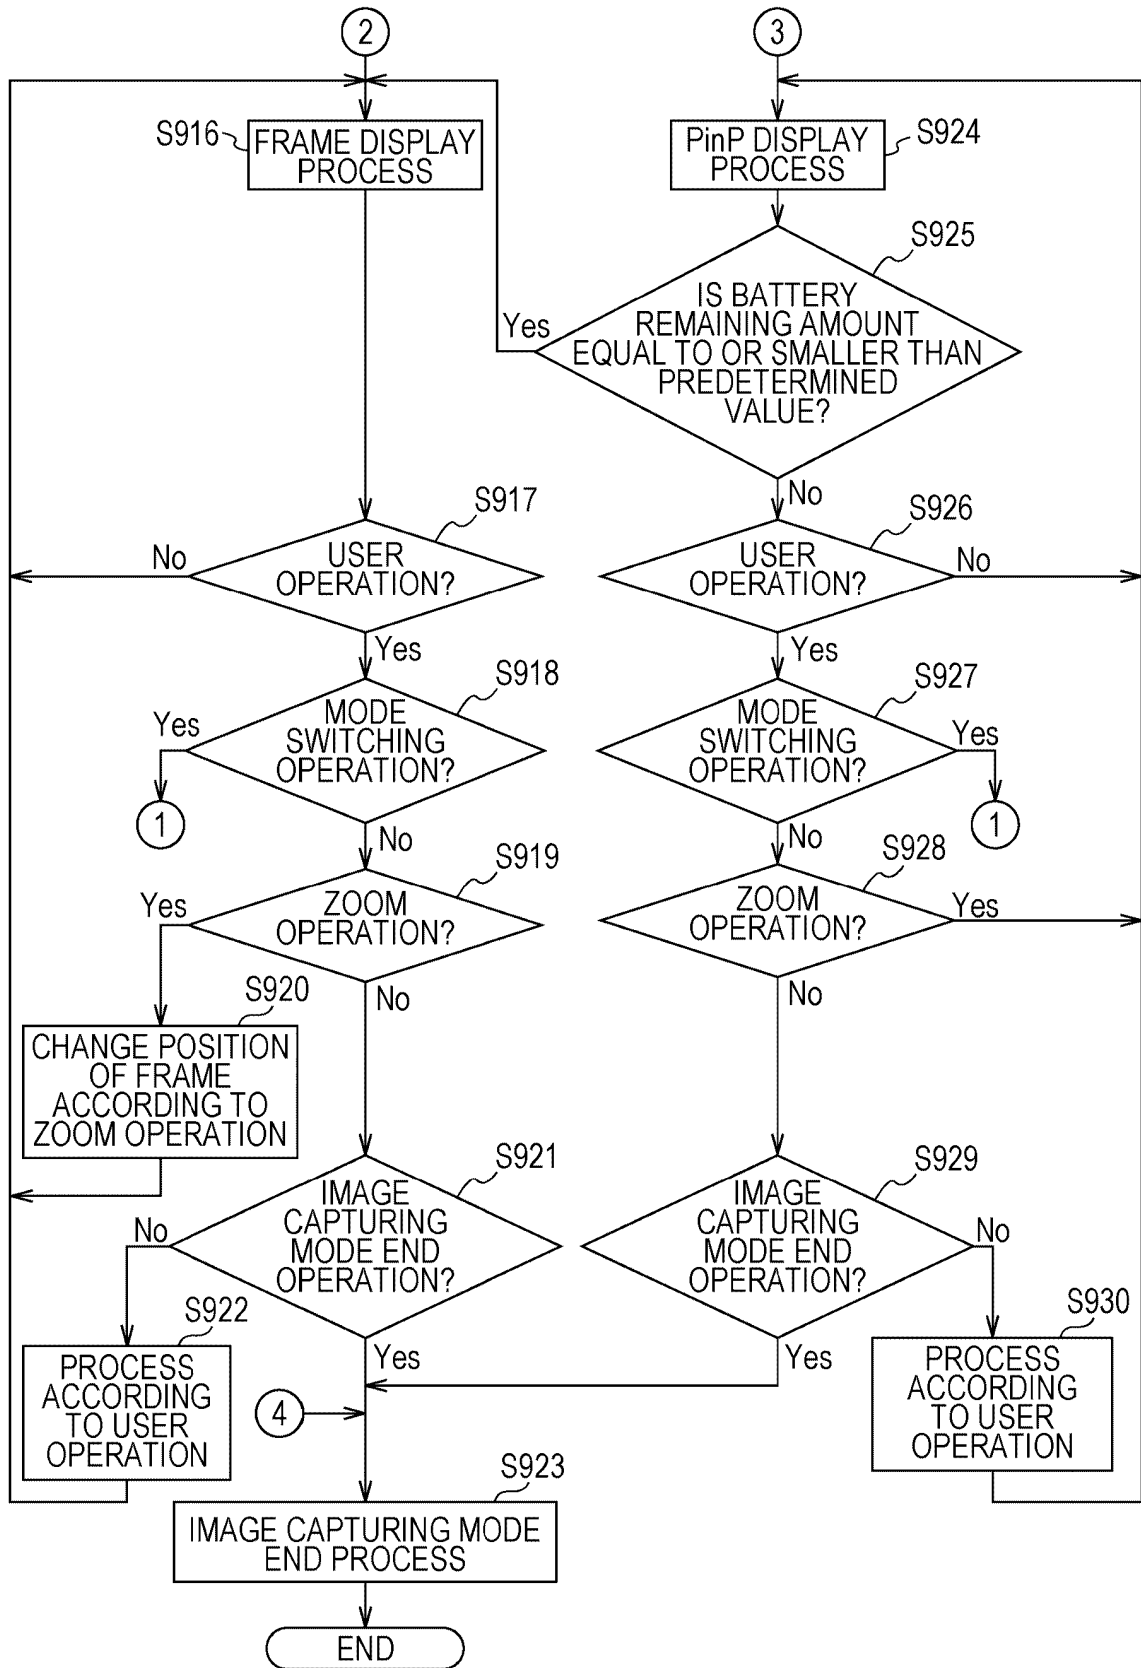 2
3
S916
FRAME DISPLAY
PROCESS
PinP DISPLAY
PROCESS
S924
S925
IS BATTERY
REMAINING AMOUNT
EQUAL TO OR SMALLER THAN
PREDETERMINED
VALUE?
Yes
No
S917
USER
OPERATION?
No
Yes
S926
USER
OPERATION?
No
Yes
S918
MODE
SWITCHING
OPERATION?
Yes
1
No
S927
MODE
SWITCHING
OPERATION?
Yes
1
No
S919
ZOOM
OPERATION?
Yes
No
S928
ZOOM
OPERATION?
Yes
No
S920
CHANGE POSITION
OF FRAME
ACCORDING TO
ZOOM OPERATION
S921
IMAGE
CAPTURING
MODE END
OPERATION?
No
Yes
S929
IMAGE
CAPTURING
MODE END
OPERATION?
No
Yes
S922
PROCESS
ACCORDING
TO USER
OPERATION
S930
PROCESS
ACCORDING
TO USER
OPERATION
4
S923
IMAGE CAPTURING MODE
END PROCESS
END